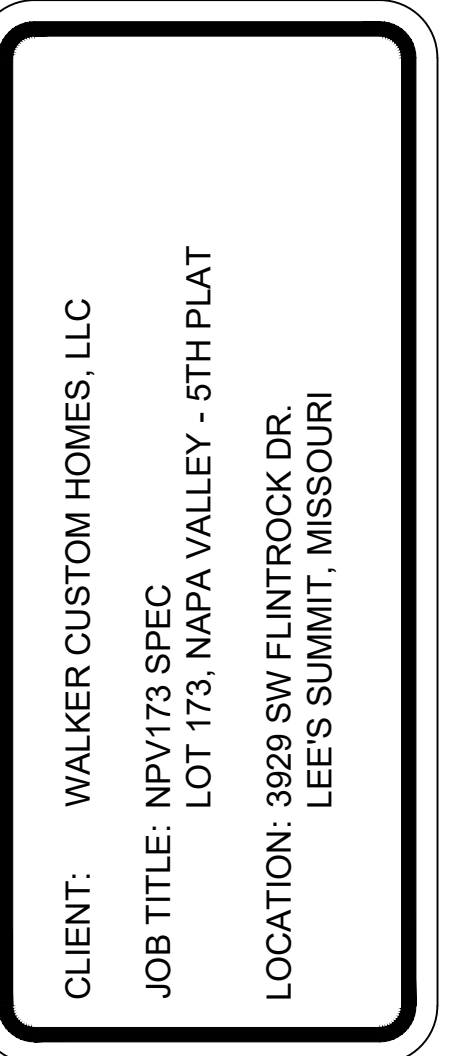 CLIENT: WALKER CUSTOM HOMES, LLC
JOB TITLE: NPV173 SPEC
LOT 173, NAPA VALLEY - 5TH PLAT
LOCATION: 3929 SW FLINTROCK DR.
LEE'S SUMMIT, MISSOURI